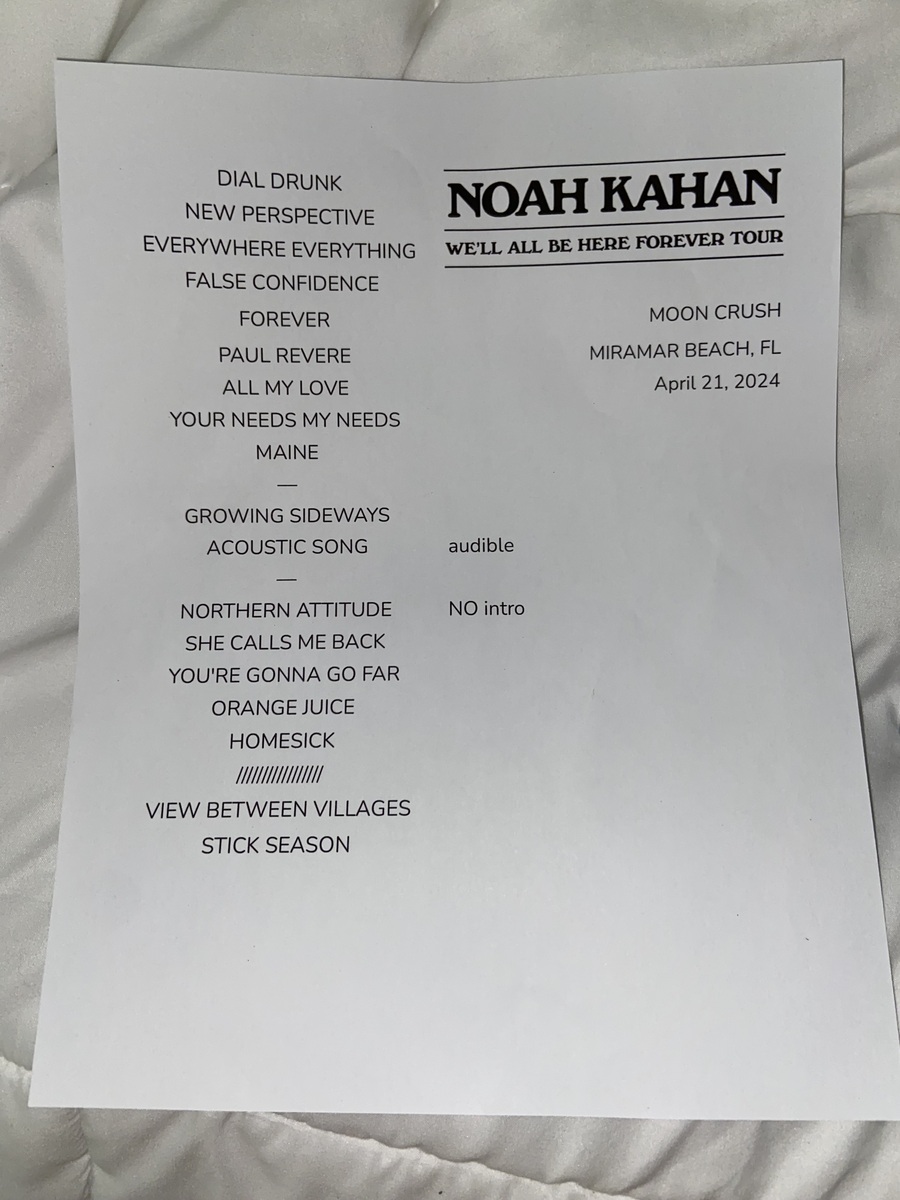 DIAL DRUNK
NEW PERSPECTIVE
EVERYWHERE EVERYTHING
FALSE CONFIDENCE
FOREVER
PAUL REVERE
ALL MY LOVE
YOUR NEEDS MY NEEDS
MAINE
—
GROWING SIDEWAYS
ACOUSTIC SONG audible
—
NORTHERN ATTITUDE NO intro
SHE CALLS ME BACK
YOU'RE GONNA GO FAR
ORANGE JUICE
HOMESICK
/////////////////
VIEW BETWEEN VILLAGES
STICK SEASON
NOAH KAHAN
WE'LL ALL BE HERE FOREVER TOUR
MOON CRUSH
MIRAMAR BEACH, FL
April 21, 2024